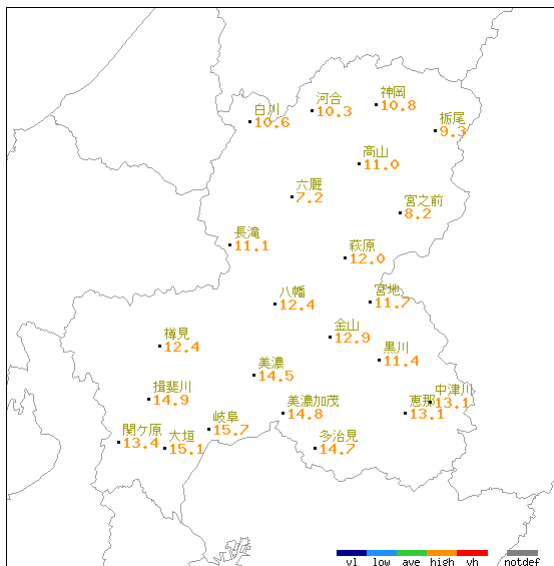 神岡
10.8
河合
10.3
白川
10.6
栃尾
9.3
高山
11.0
六厩
7.2
宮之前
8.2
長滝
11.1
萩原
12.0
八幡
12.4
宮地
11.7
金山
12.9
樽見
12.4
黒川
11.4
美濃
14.5
揖斐川
14.9
中津川
13.1
美濃加茂
14.8
恵那
13.1
岐阜
15.7
関ケ原
13.4
大垣
15.1
多治見
14.7
vl low ave high vh notdef